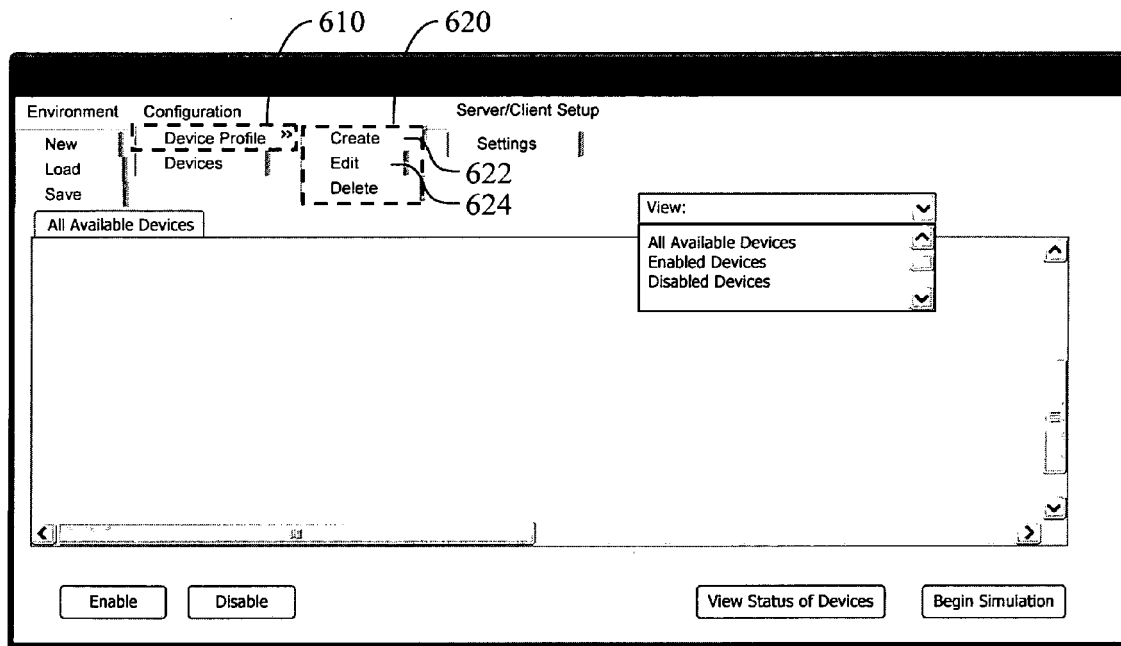 610 620
Environment Configuration Server/Client Setup
New Device Profile » Create Settings
Load Devices Edit 622
Save Delete 624
View:
All Available Devices
All Available Devices
Enabled Devices
Disabled Devices
Enable Disable View Status of Devices Begin Simulation